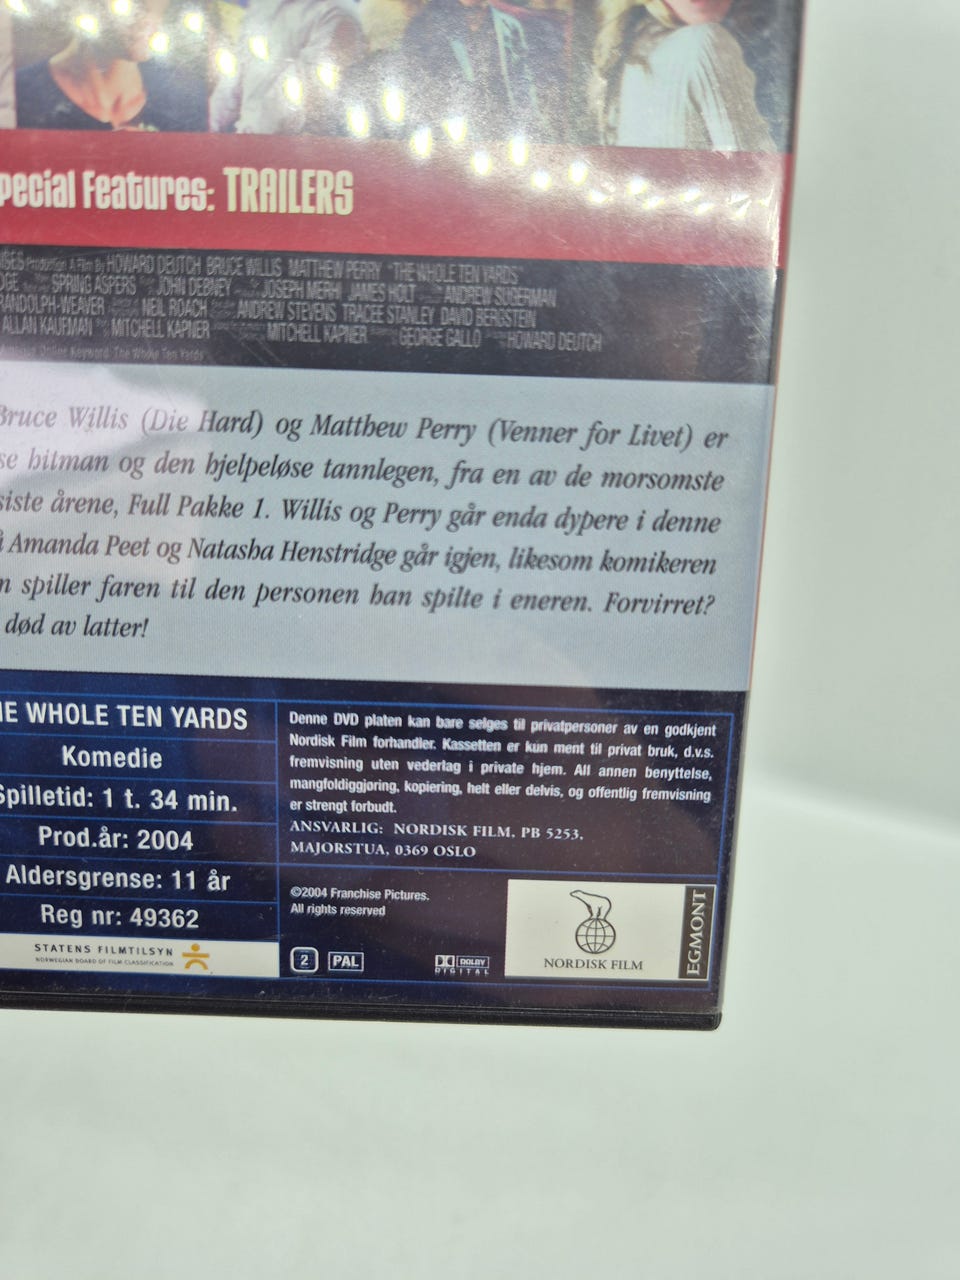 pecial Features: TRAILERS
Production A Film By HOWARD DEUTCH BRUCE WILLIS MATTHEW PERRY "THE WHOLE TEN YARDS"
SPRING ASPERS JOHN DEBNEY JOSEPH MERHI JAMES HOLT ANDREW SUGERMAN
RANDOLPH-WEAVER NEIL ROACH ANDREW STEVENS TRACEE STANLEY DAVID BERGSTEIN
ALLAN KAUFMAN MITCHELL KAPNER MITCHELL KAPNER GEORGE GALLO HOWARD DEUTCH
Online Keyword: The Whole Ten Yards
Bruce Willis (Die Hard) og Matthew Perry (Venner for Livet) er
se hitman og den hjelpeløse tannlegen, fra en av de morsomste
siste årene, Full Pakke 1. Willis og Perry går enda dypere i denne
Amanda Peet og Natasha Henstridge går igjen, likesom komikeren
n spiller faren til den personen han spilte i eneren. Forvirret?
død av latter!
HE WHOLE TEN YARDS
Komedie
Spilletid: 1 t. 34 min.
Prod.år: 2004
Aldersgrense: 11 år
Reg nr: 49362
STATENS FILMTILSYN
NORWEGIAN BOARD OF FILM CLASSIFICATION
Denne DVD platen kan bare selges til privatpersoner av en godkjent
Nordisk Film forhandler. Kassetten er kun ment til privat bruk, d.v.s.
fremvisning uten vederlag i private hjem. All annen benyttelse,
mangfoldiggjøring, kopiering, helt eller delvis, og offentlig fremvisning
er strengt forbudt.
ANSVARLIG: NORDISK FILM, PB 5253,
MAJORSTUA, 0369 OSLO
©2004 Franchise Pictures.
All rights reserved
2 PAL
DOLBY
DIGITAL
NORDISK FILM
EGMONT